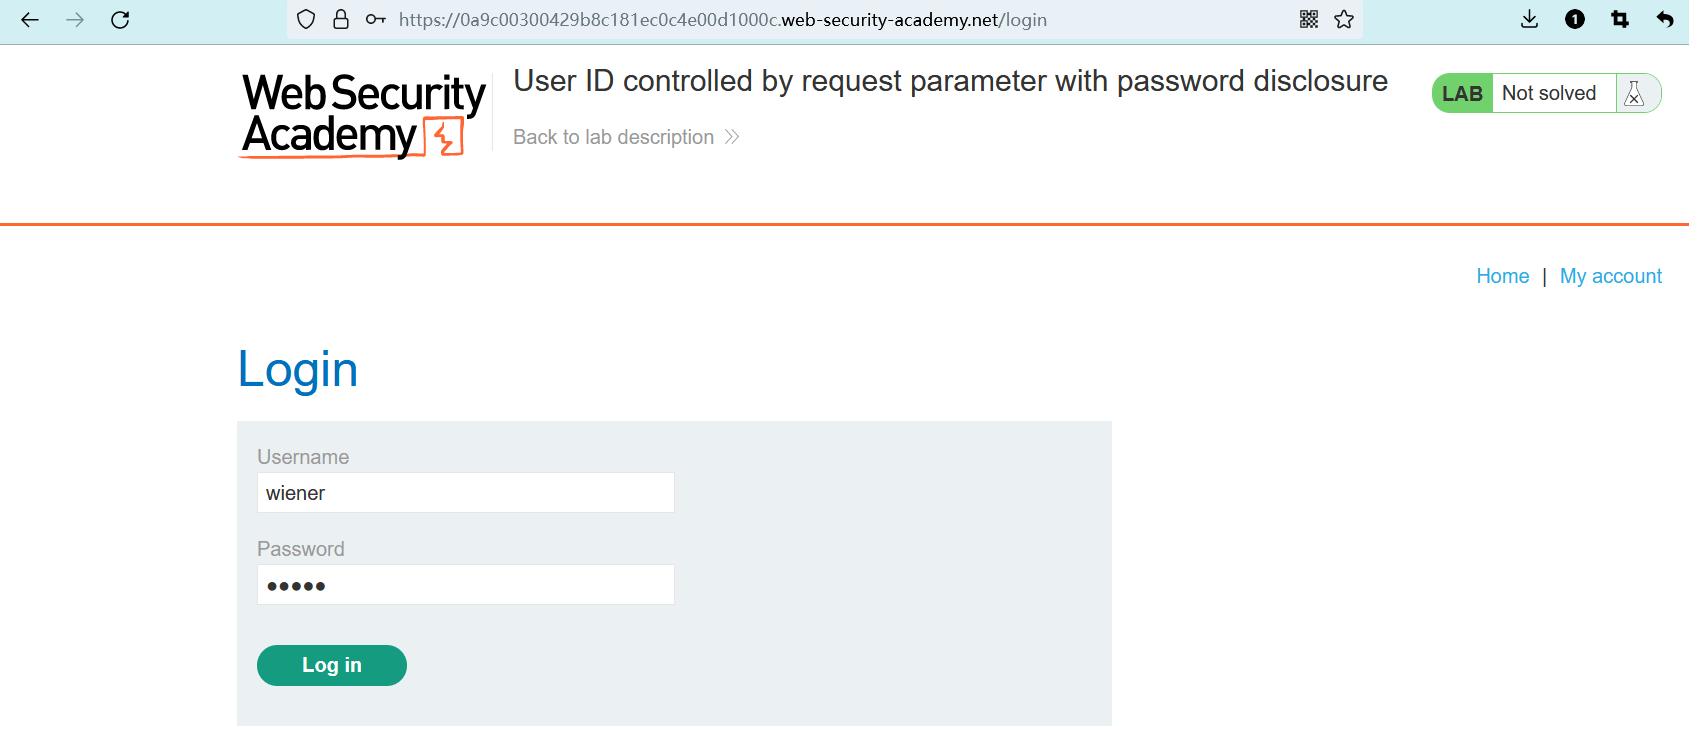 https://0a9c00300429b8c181ec0c4e00d1000c.web-security-academy.net/login
1
Web Security
Academy
User ID controlled by request parameter with password disclosure
Back to lab description
LAB Not solved
Home | My account
Login
Username
wiener
Password
●●●●●
Log in